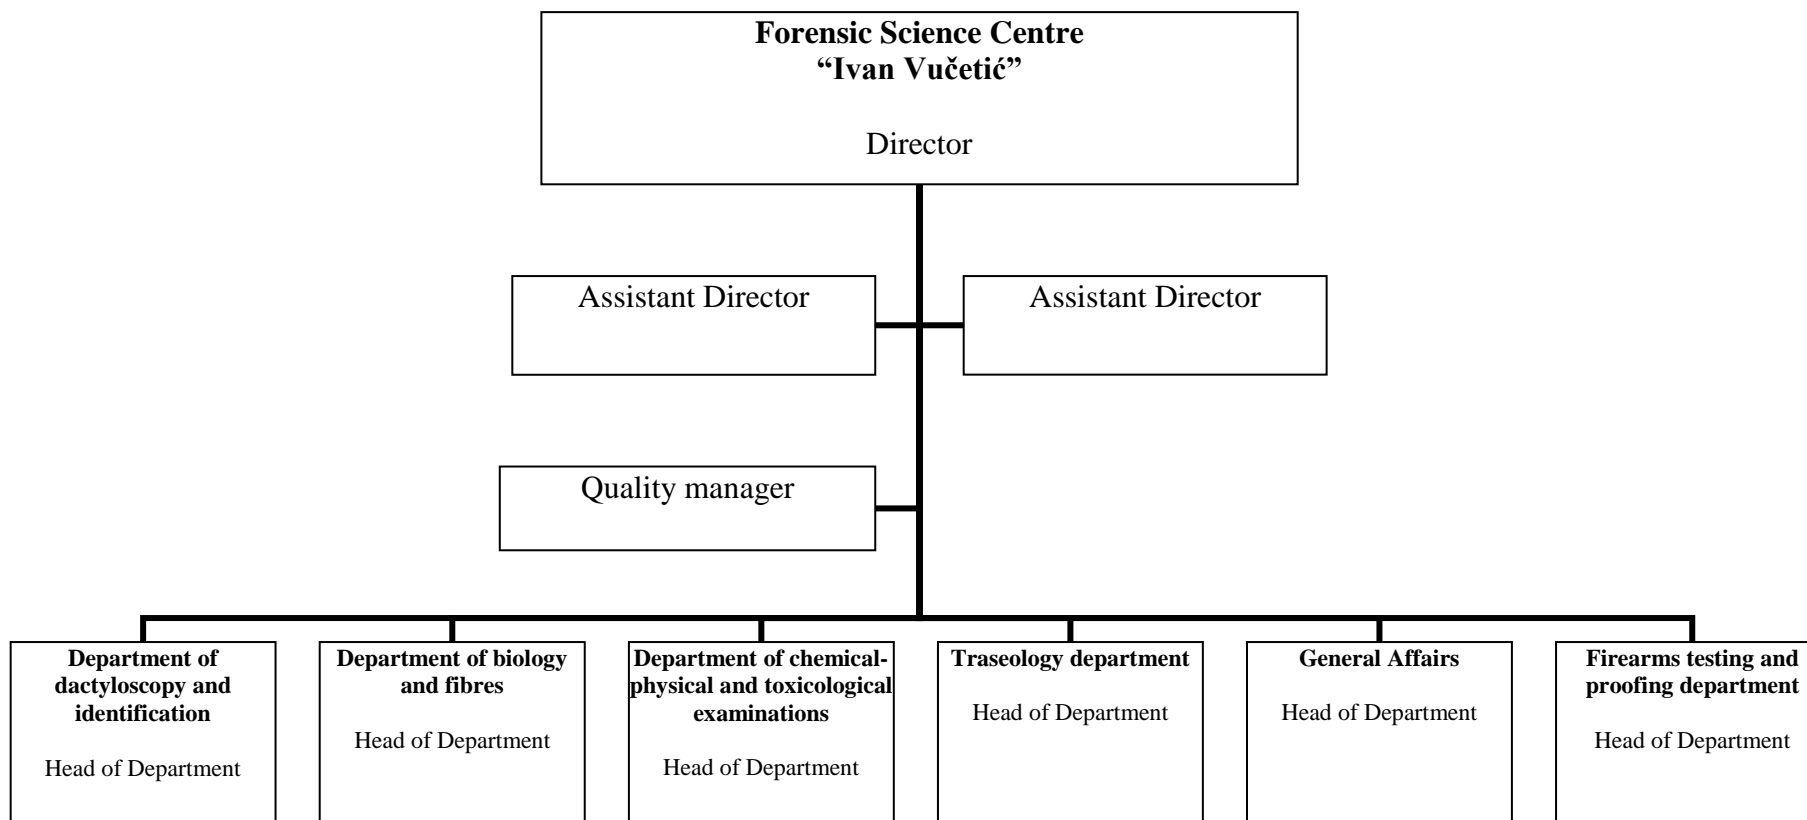 Forensic Science Centre
“Ivan Vučetić”
Director
Assistant Director
Assistant Director
Quality manager
Department of
dactyloscopy and
identification
Head of Department
Department of biology
and fibres
Head of Department
Department of chemical-
physical and toxicological
examinations
Head of Department
Traseology department
Head of Department
General Affairs
Head of Department
Firearms testing and
proofing department
Head of Department